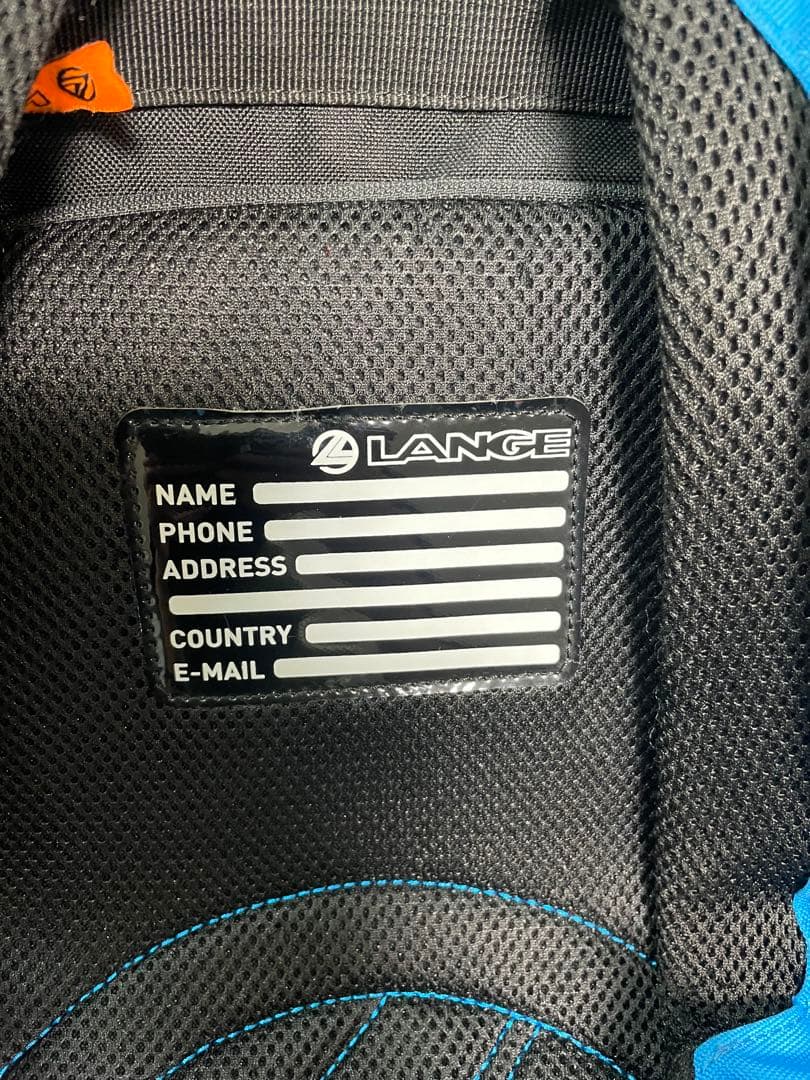 LANGE
NAME
PHONE
ADDRESS
COUNTRY
E-MAIL